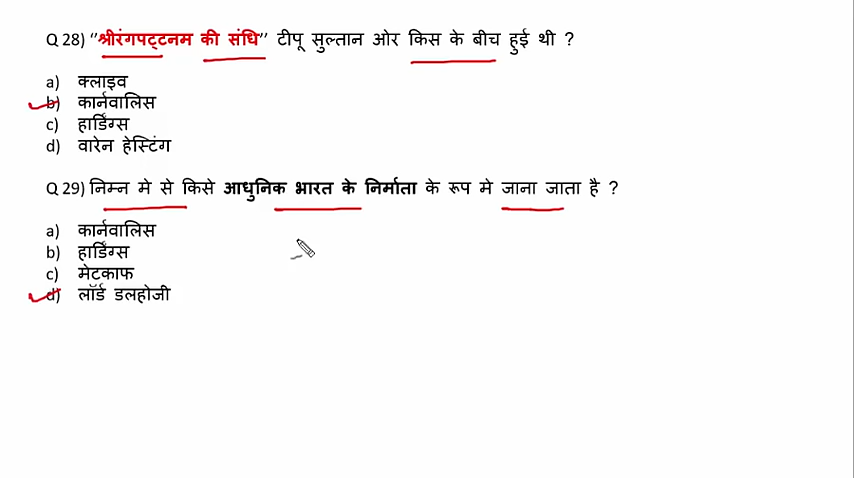 Q 28) ‘’श्रीरंगपट्टनम की संधि’’ टीपू सुल्तान ओर किस के बीच हुई थी ?
a) क्लाइव
b) कार्नवालिस
c) हार्डिंग्स
d) वारेन हेस्टिंग
Q 29) निम्न मे से किसे आधुनिक भारत के निर्माता के रूप मे जाना जाता है ?
a) कार्नवालिस
b) हार्डिंग्स
c) मेटकाफ
d) लॉर्ड डलहोजी